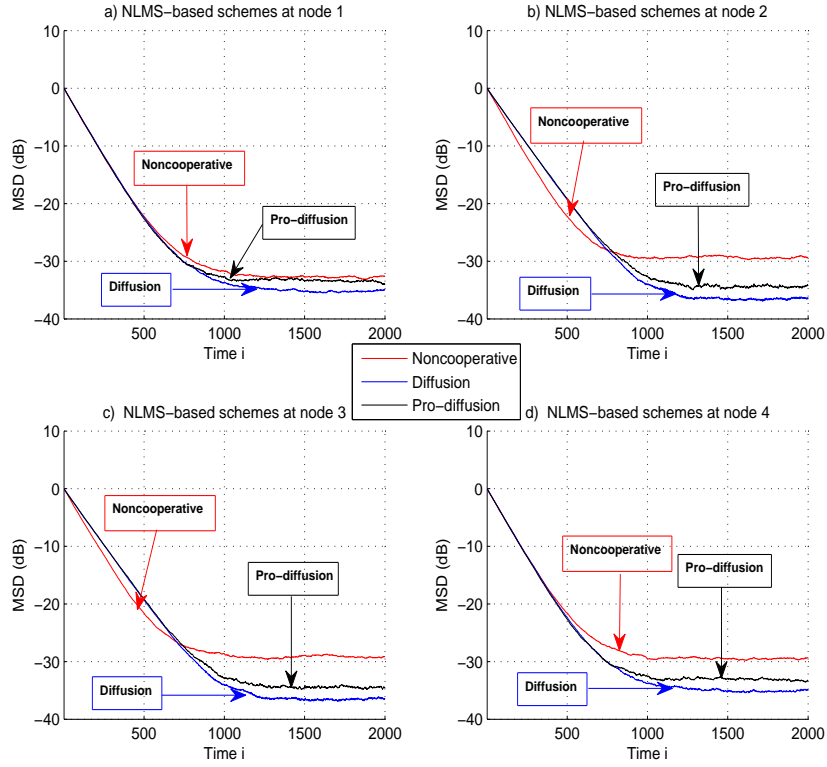 a) NLMS−based schemes at node 1
10
0
−10
−20
−30
−40
MSD (dB)
500
1000
1500
2000
Time i
Noncooperative
Pro−diffusion
Diffusion
b) NLMS−based schemes at node 2
10
0
−10
−20
−30
−40
MSD (dB)
500
1000
1500
2000
Time i
Noncooperative
Pro−diffusion
Diffusion
Noncooperative
Diffusion
Pro−diffusion
c) NLMS−based schemes at node 3
10
0
−10
−20
−30
−40
MSD (dB)
500
1000
1500
2000
Time i
Noncooperative
Pro−diffusion
Diffusion
d) NLMS−based schemes at node 4
10
0
−10
−20
−30
−40
MSD (dB)
500
1000
1500
2000
Time i
Noncooperative
Pro−diffusion
Diffusion